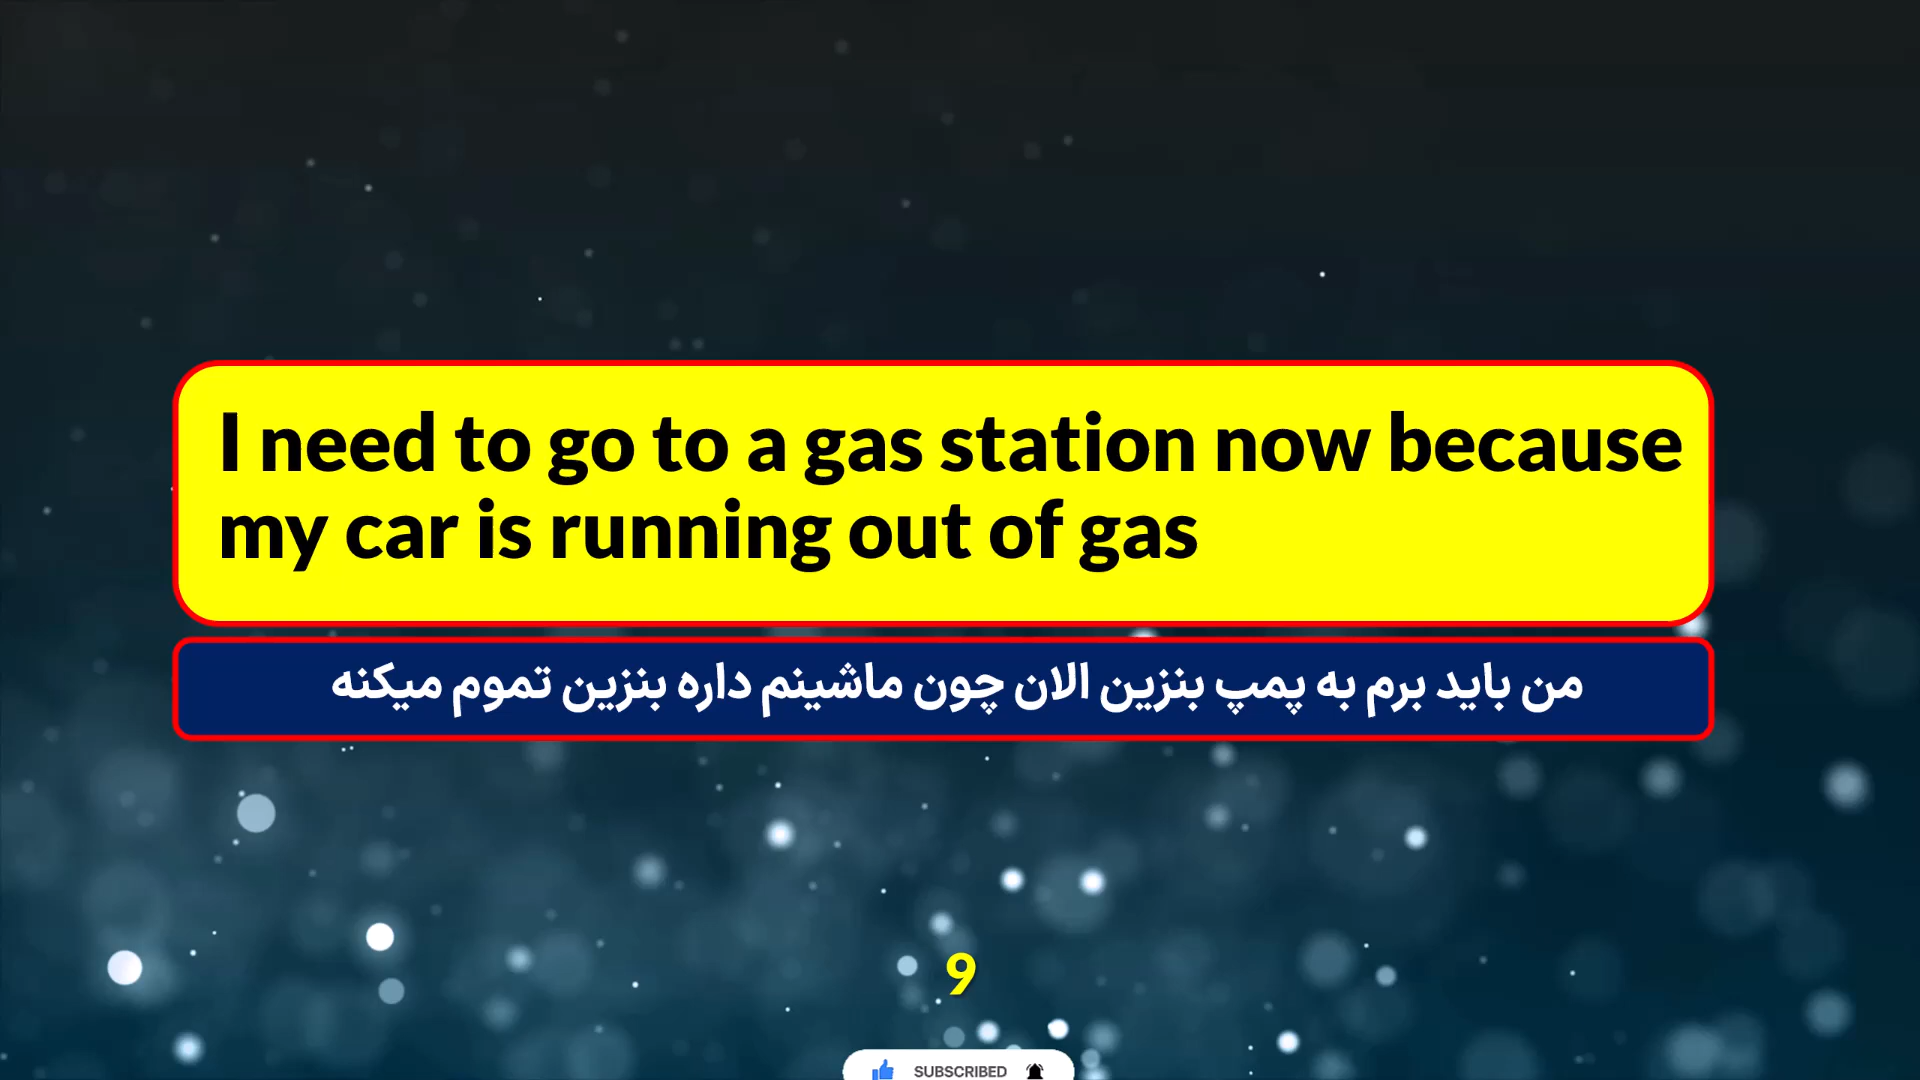 I need to go to a gas station now because
my car is running out of gas
من باید برم به پمپ بنزین الان چون ماشینم داره بنزین تموم میکنه
9
SUBSCRIBED